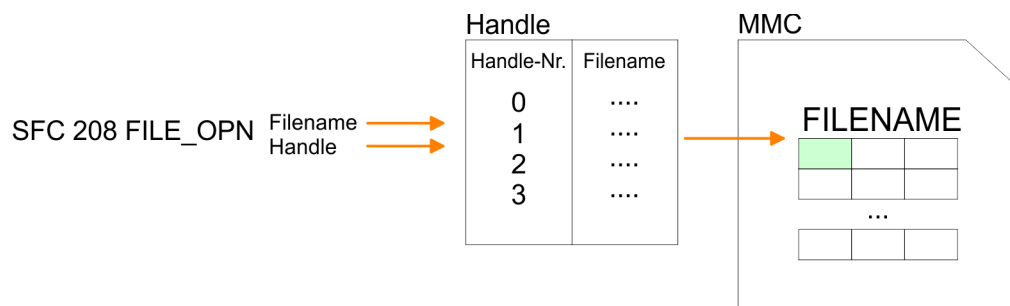 Handle
MMC
Handle-Nr. Filename
0 ....
1 ....
2 ....
3 ....
SFC 208 FILE_OPN
Filename
Handle
FILENAME
...